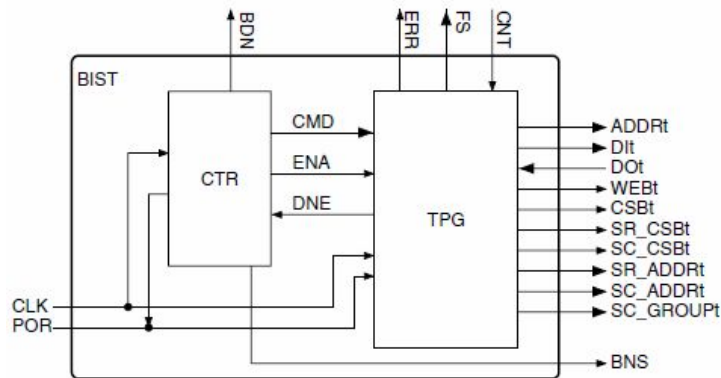 BDN
ERR
FS
CNT
BIST
CMD
ENA
DNE
CTR
TPG
ADDRt
DIt
DOt
WEBt
CSBt
SR_CSBt
SC_CSBt
SR_ADDRt
SC_ADDRt
SC_GROUPt
CLK
POR
BNS